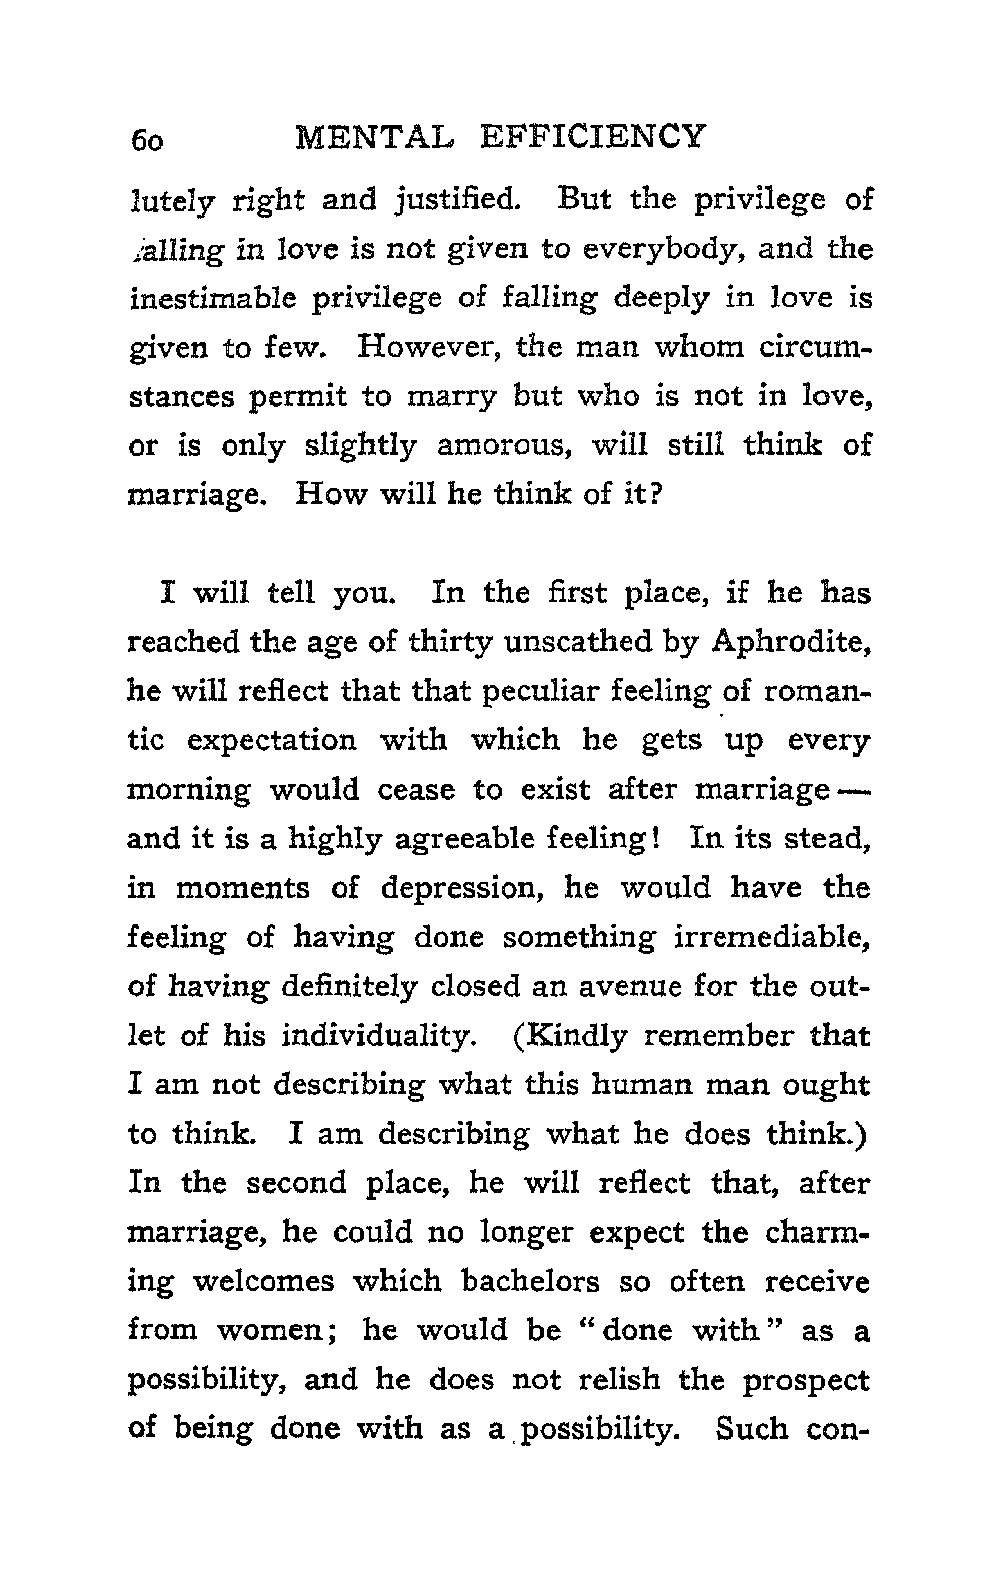 60 MENTAL EFFICIENCY
lutely right and justified. But the privilege of
falling in love is not given to everybody, and the
inestimable privilege of falling deeply in love is
given to few. However, the man whom circum-
stances permit to marry but who is not in love,
or is only slightly amorous, will still think of
marriage. How will he think of it?
I will tell you. In the first place, if he has
reached the age of thirty unscathed by Aphrodite,
he will reflect that that peculiar feeling of roman-
tic expectation with which he gets up every
morning would cease to exist after marriage—
and it is a highly agreeable feeling! In its stead,
in moments of depression, he would have the
feeling of having done something irremediable,
of having definitely closed an avenue for the out-
let of his individuality. (Kindly remember that
I am not describing what this human man ought
to think. I am describing what he does think.)
In the second place, he will reflect that, after
marriage, he could no longer expect the charm-
ing welcomes which bachelors so often receive
from women; he would be "done with" as a
possibility, and he does not relish the prospect
of being done with as a possibility. Such con-